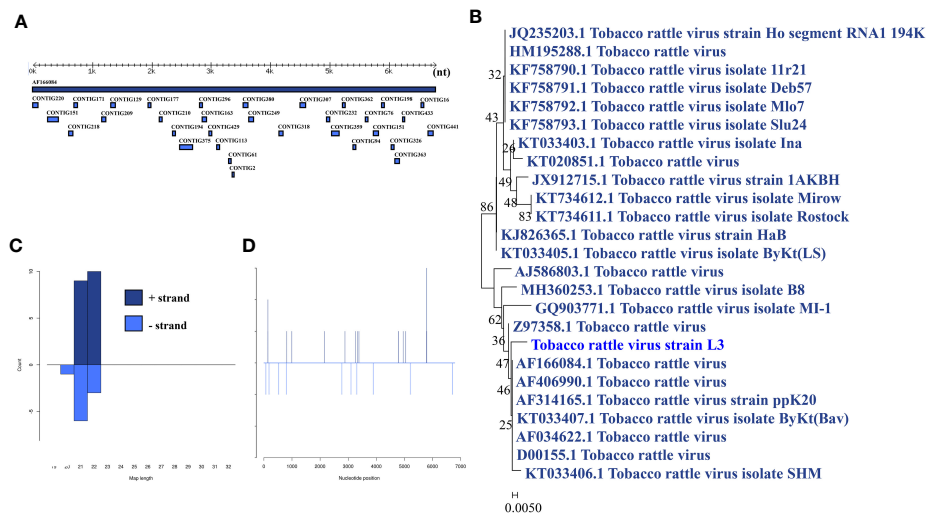 A
0k 1k 2k 3k 4k 5k 6k (nt)
AF166084
CONTIG220 CONTIG171 CONTIG129 CONTIG177 CONTIG296 CONTIG380 CONTIG307 CONTIG362 CONTIG198 CONTIG16
CONTIG151 CONTIG209 CONTIG210 CONTIG163 CONTIG249 CONTIG232 CONTIG76 CONTIG433
CONTIG218 CONTIG194 CONTIG429 CONTIG318 CONTIG359 CONTIG151 CONTIG441
CONTIG375 CONTIG113 CONTIG94 CONTIG326
CONTIG61 CONTIG363
CONTIG2
B
JQ235203.1 Tobacco rattle virus strain Ho segment RNA1 194K
HM195288.1 Tobacco rattle virus
32
KF758790.1 Tobacco rattle virus isolate 11r21
KF758791.1 Tobacco rattle virus isolate Deb57
KF758792.1 Tobacco rattle virus isolate Mlo7
43
KF758793.1 Tobacco rattle virus isolate Slu24
KT033403.1 Tobacco rattle virus isolate Ina
KT020851.1 Tobacco rattle virus
49
JX912715.1 Tobacco rattle virus strain 1AKBH
KT734612.1 Tobacco rattle virus isolate Mirow
48
86
83
KT734611.1 Tobacco rattle virus isolate Rostock
KJ826365.1 Tobacco rattle virus strain HaB
KT033405.1 Tobacco rattle virus isolate ByKt(LS)
AJ586803.1 Tobacco rattle virus
MH360253.1 Tobacco rattle virus isolate B8
GQ903771.1 Tobacco rattle virus isolate MI-1
62
Z97358.1 Tobacco rattle virus
36
Tobacco rattle virus strain L3
47
AF166084.1 Tobacco rattle virus
AF406990.1 Tobacco rattle virus
46
AF314165.1 Tobacco rattle virus strain ppK20
KT033407.1 Tobacco rattle virus isolate ByKt(Bav)
25
AF034622.1 Tobacco rattle virus
D00155.1 Tobacco rattle virus
KT033406.1 Tobacco rattle virus isolate SHM
0.0050
C
Count
10
5
0
-5
+ strand
- strand
21 22 23 24 25 26 27 28 29 30 31 32
Map length
D
0 1000 2000 3000 4000 5000 6000 7000
Nucleotide position